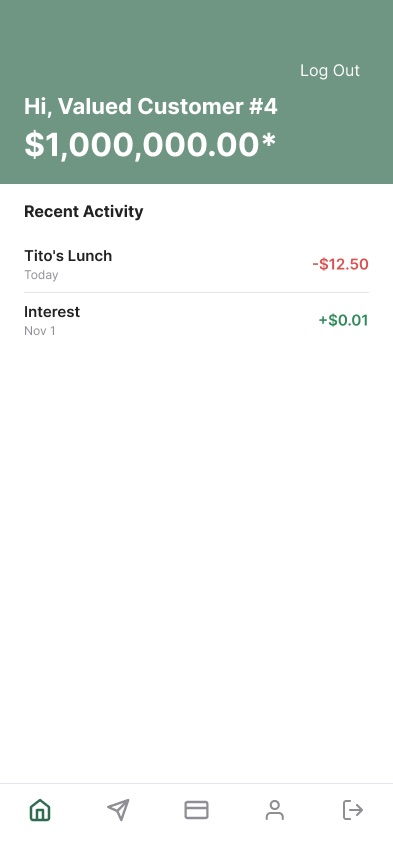 Log Out
Hi, Valued Customer #4
$1,000,000.00*
Recent Activity
Tito's Lunch
Today
-$12.50
Interest
Nov 1
+$0.01